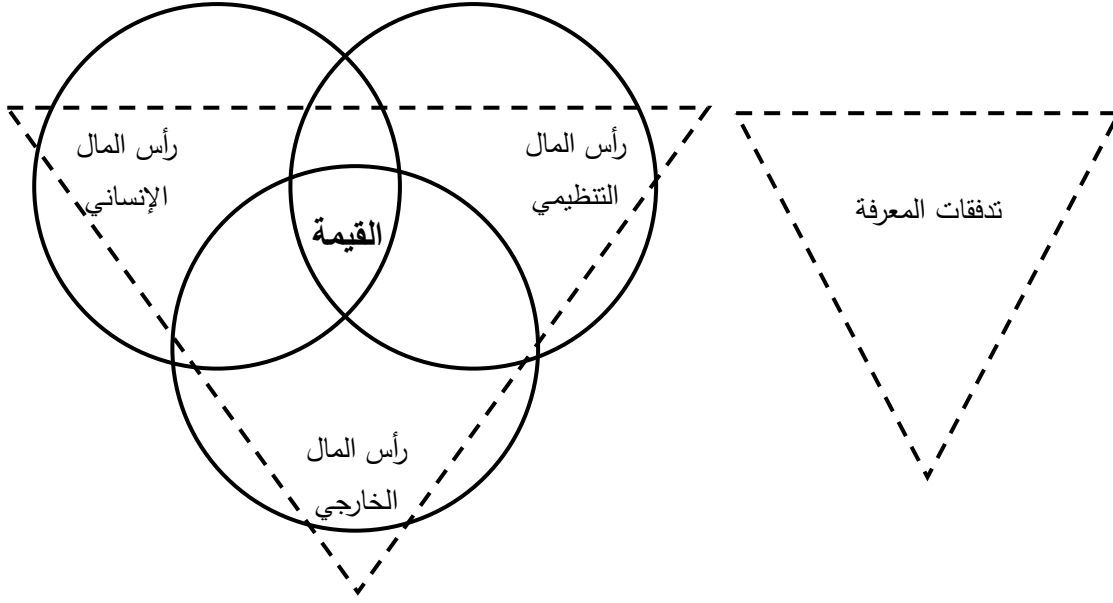 رأس المال
الإنساني
رأس المال
التنظيمي
القيمة
رأس المال
الخارجي
تدفقات المعرفة